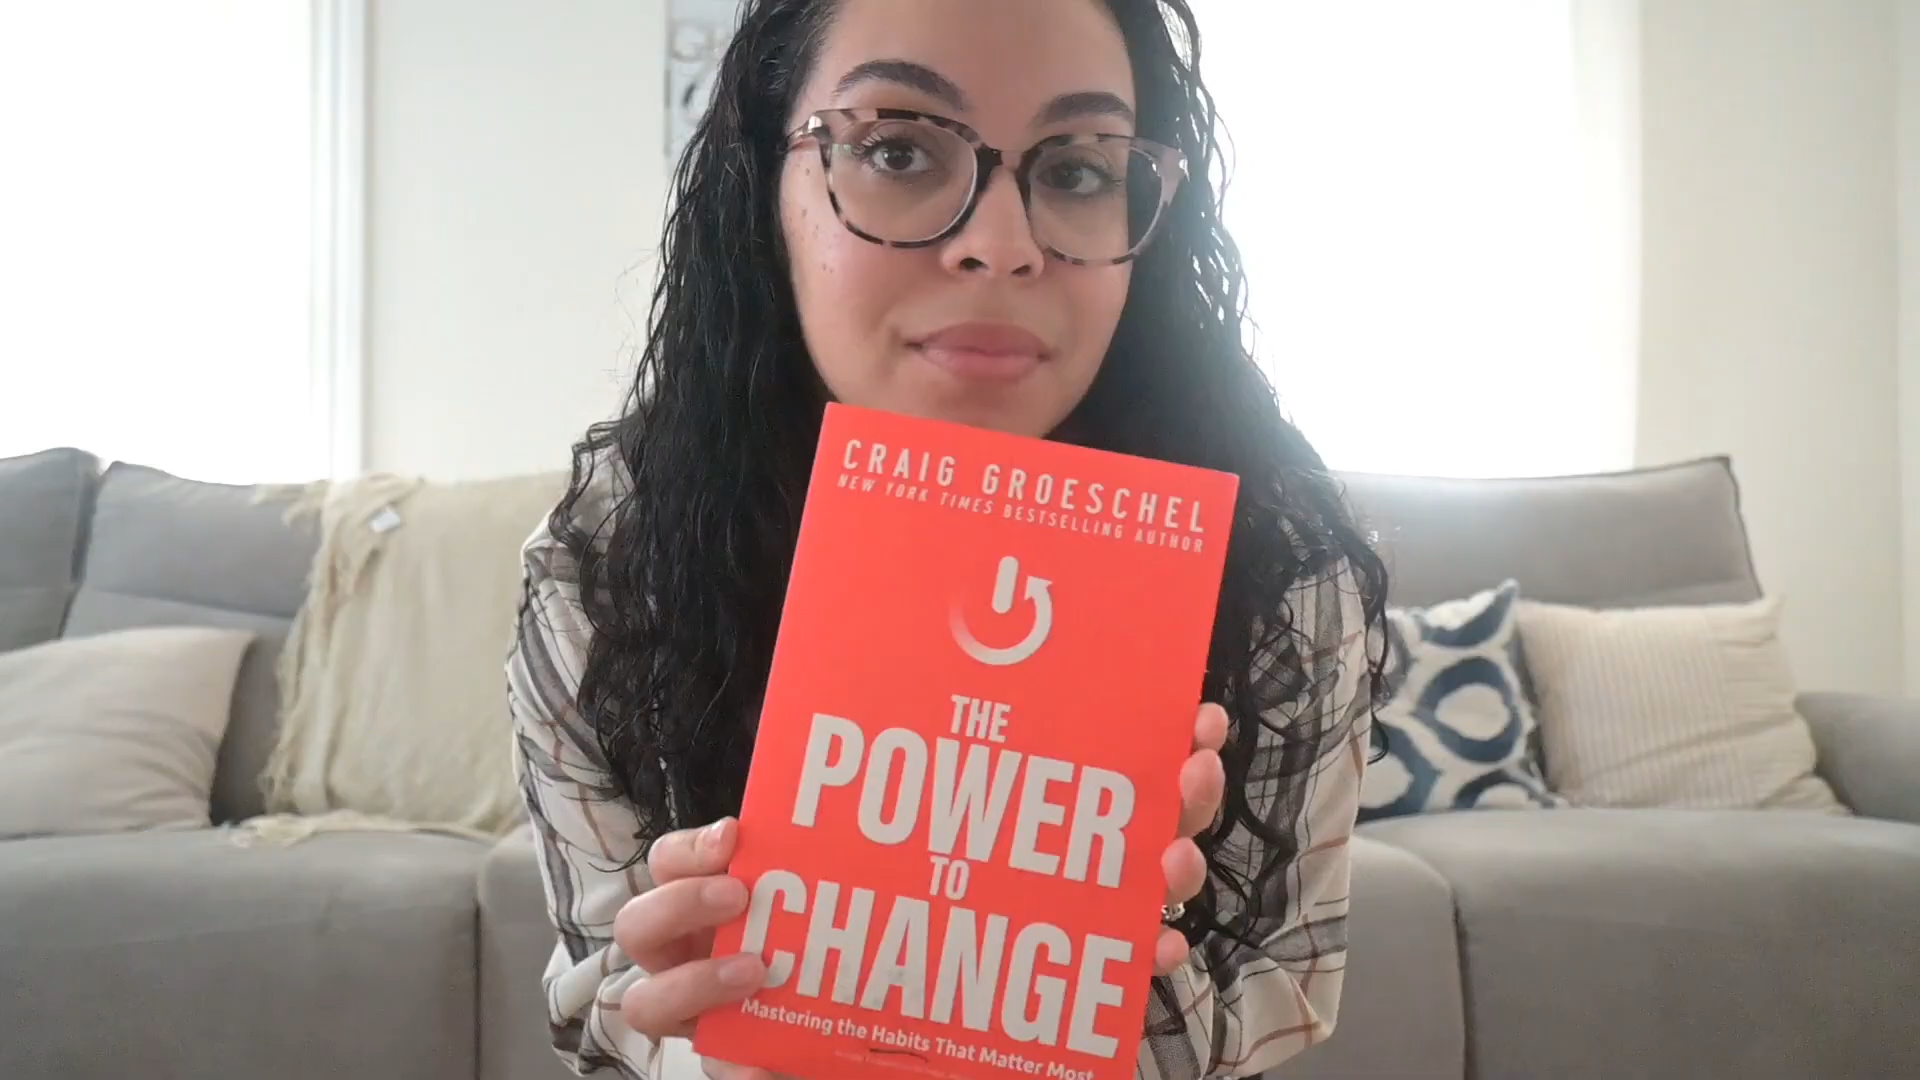 CRAIG GROESCHEL
NEW YORK TIMES BESTSELLING AUTHOR
THE
POWER
TO
CHANGE
Mastering the Habits That Matter Most